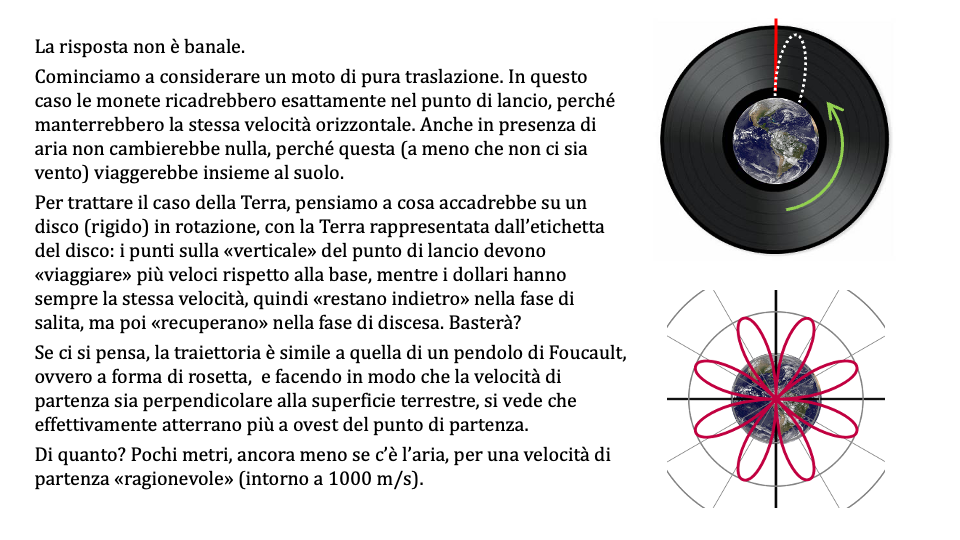 La risposta non è banale.
Cominciamo a considerare un moto di pura traslazione. In questo
caso le monete ricadrebbero esattamente nel punto di lancio, perché
manterrebbero la stessa velocità orizzontale. Anche in presenza di
aria non cambierebbe nulla, perché questa (a meno che non ci sia
vento) viaggerebbe insieme al suolo.
Per trattare il caso della Terra, pensiamo a cosa accadrebbe su un
disco (rigido) in rotazione, con la Terra rappresentata dall’etichetta
del disco: i punti sulla «verticale» del punto di lancio devono
«viaggiare» più veloci rispetto alla base, mentre i dollari hanno
sempre la stessa velocità, quindi «restano indietro» nella fase di
salita, ma poi «recuperano» nella fase di discesa. Basterà?
Se ci si pensa, la traiettoria è simile a quella di un pendolo di Foucault,
ovvero a forma di rosetta,  e facendo in modo che la velocità di
partenza sia perpendicolare alla superficie terrestre, si vede che
effettivamente atterrano più a ovest del punto di partenza.
Di quanto? Pochi metri, ancora meno se c’è l’aria, per una velocità di
partenza «ragionevole» (intorno a 1000 m/s).